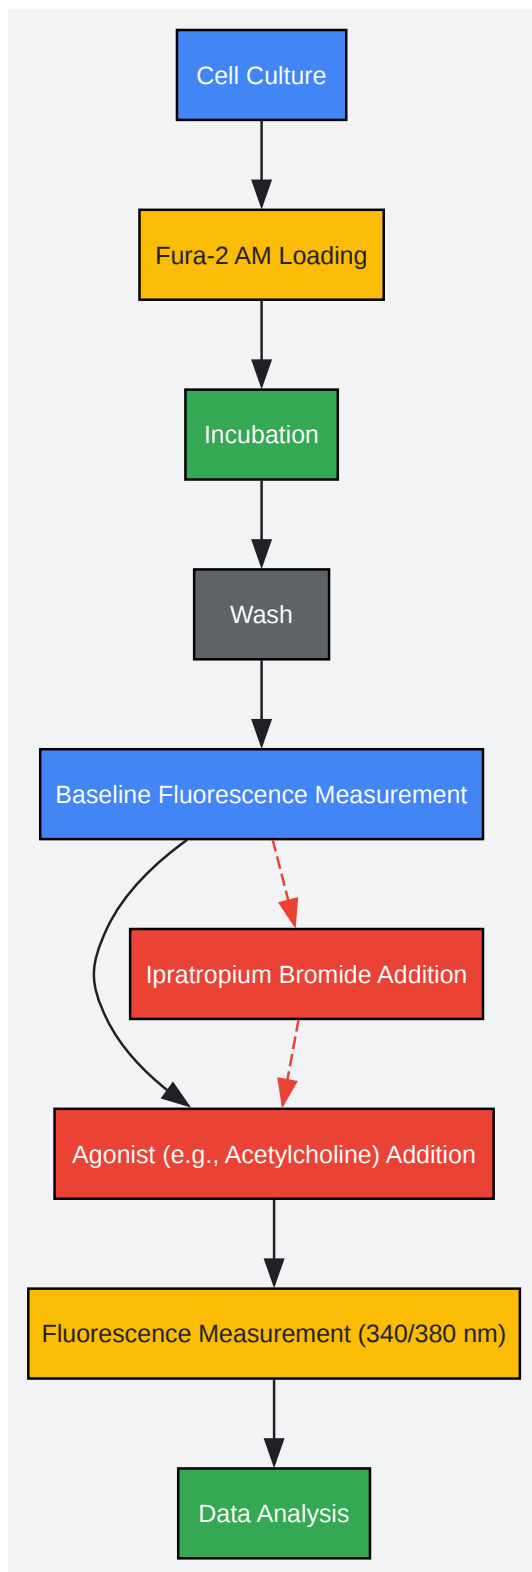 Cell Culture
Fura-2 AM Loading
Incubation
Wash
Baseline Fluorescence Measurement
Ipratropium Bromide Addition
Agonist (e.g., Acetylcholine) Addition
Fluorescence Measurement (340/380 nm)
Data Analysis